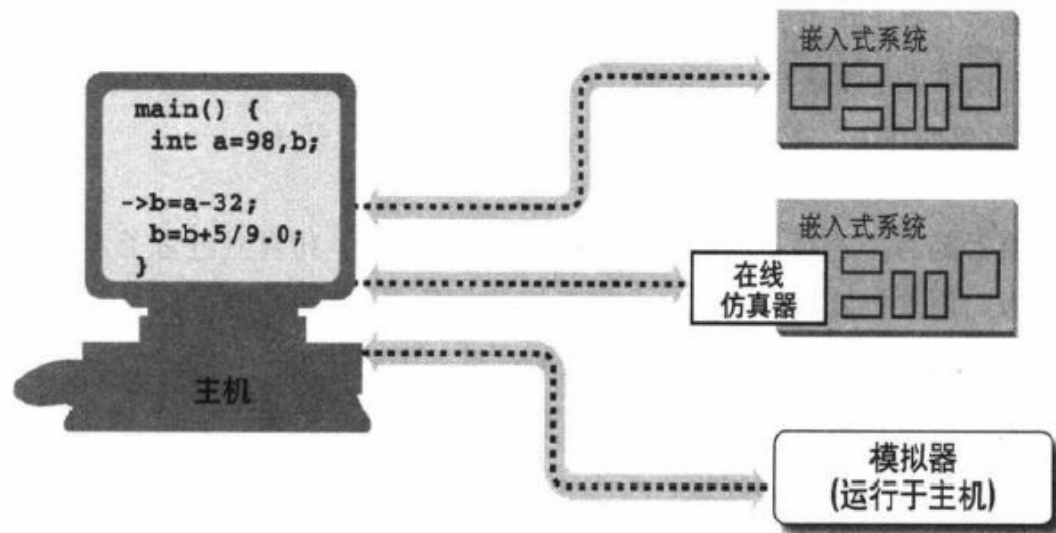 main() {
int a=98,b;
->b=a-32;
b=b+5/9.0;
}
主机
嵌入式系统
嵌入式系统
在线
仿真器
模拟器
(运行于主机)